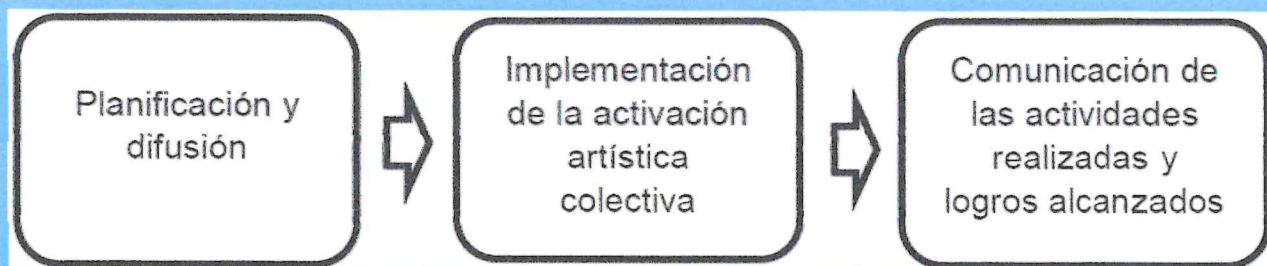 Planificación y
difusión
Implementación
de la activación
artística
colectiva
Comunicación de
las actividades
realizadas y
logros alcanzados